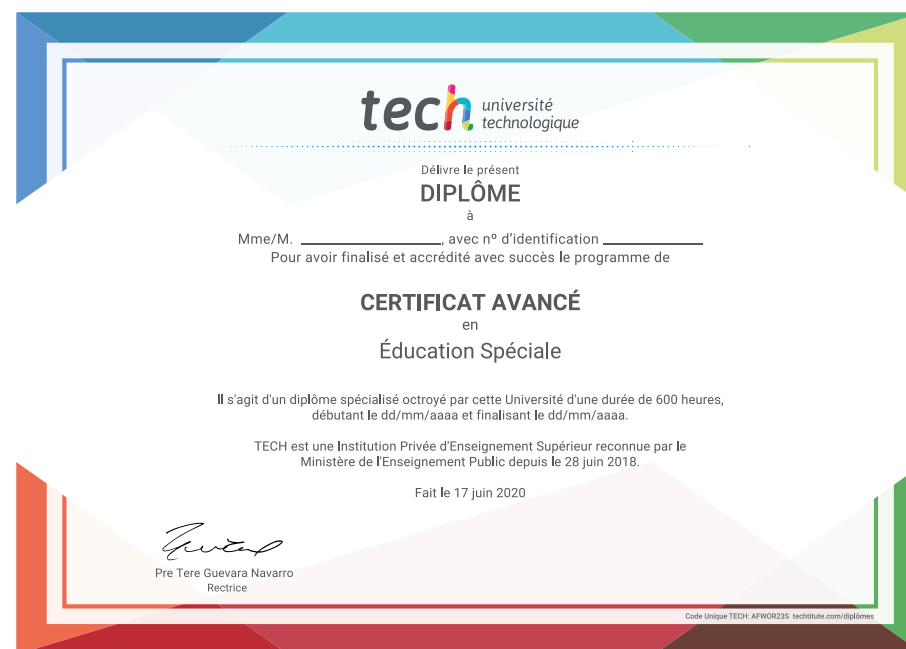 tech université
technologique
Délivre le présent
DIPLÔME
à
Mme/M. ____________________, avec nº d'identification ______________
Pour avoir finalisé et accrédité avec succès le programme de
CERTIFICAT AVANCÉ
en
Éducation Spéciale
Il s'agit d'un diplôme spécialisé octroyé par cette Université d'une durée de 600 heures,
débutant le dd/mm/aaaa et finalisant le dd/mm/aaaa.
TECH est une Institution Privée d'Enseignement Supérieur reconnue par le
Ministère de l'Enseignement Public depuis le 28 juin 2018.
Fait le 17 juin 2020
Pre Tere Guevara Navarro
Rectrice
Code Unique TECH: AFWOR23S techtitute.com/diplômes